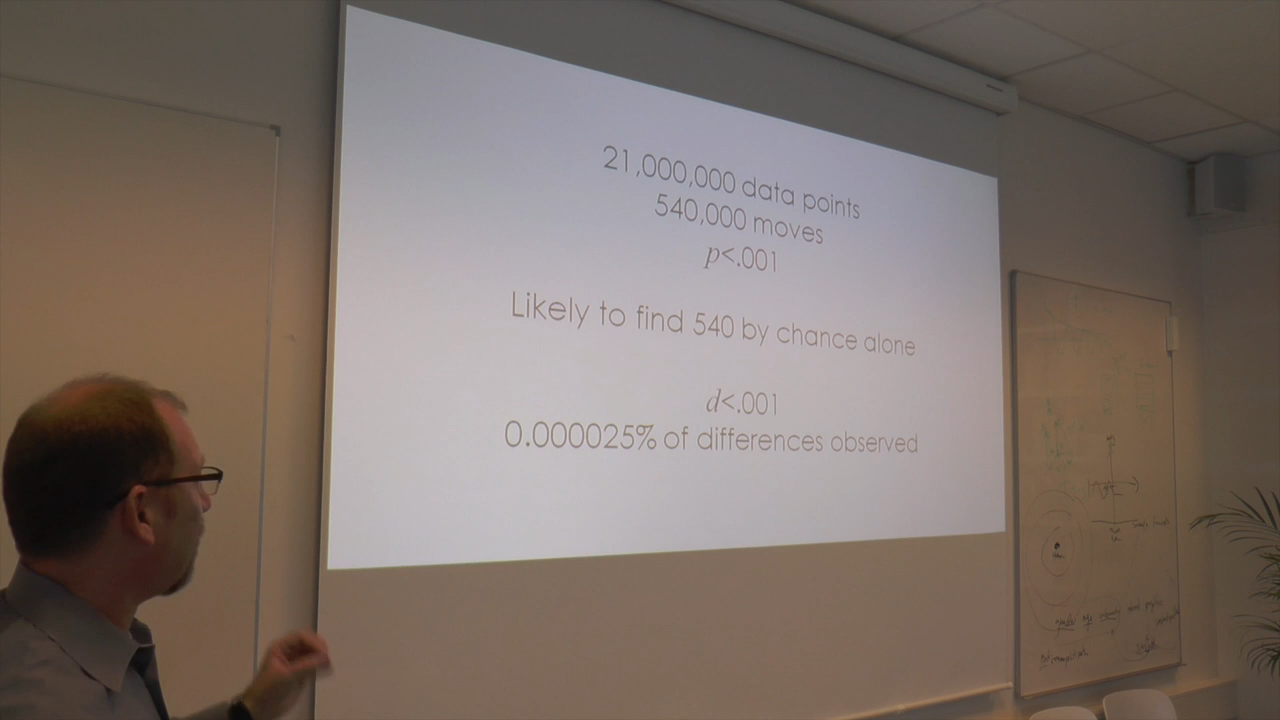 21,000,000 data points
540,000 moves
p<.001
Likely to find 540 by chance alone
d<.001
0.000025% of differences observed